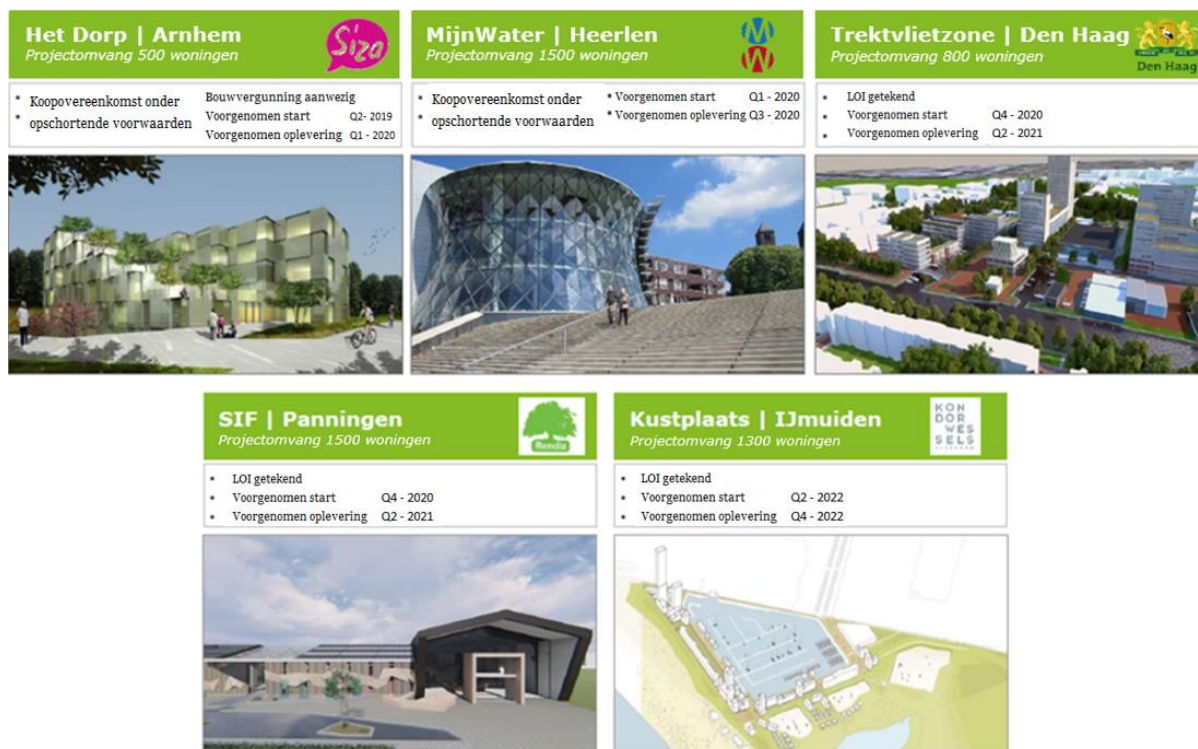 Het Dorp | Arnhem
Projectomvang 500 woningen
Siza
* Koopovereenkomst onder
* opschortende voorwaarden
Bouwvergunning aanwezig
Voorgenomen start Q2- 2019
Voorgenomen oplevering Q1 - 2020
MijnWater | Heerlen
Projectomvang 1500 woningen
M
W
* Koopovereenkomst onder
* opschortende voorwaarden
* Voorgenomen start Q1 - 2020
* Voorgenomen oplevering Q3 - 2020
Trektvlietzone | Den Haag
Projectomvang 800 woningen
Den Haag
• LOI getekend
• Voorgenomen start Q4 - 2020
• Voorgenomen oplevering Q2 - 2021
SIF | Panningen
Projectomvang 1500 woningen
Rendiz
• LOI getekend
• Voorgenomen start Q4 - 2020
• Voorgenomen oplevering Q2 - 2021
Kustplaats | IJmuiden
Projectomvang 1300 woningen
KON
DOR
WES
SELS
• LOI getekend
• Voorgenomen start Q2 - 2022
• Voorgenomen oplevering Q4 - 2022